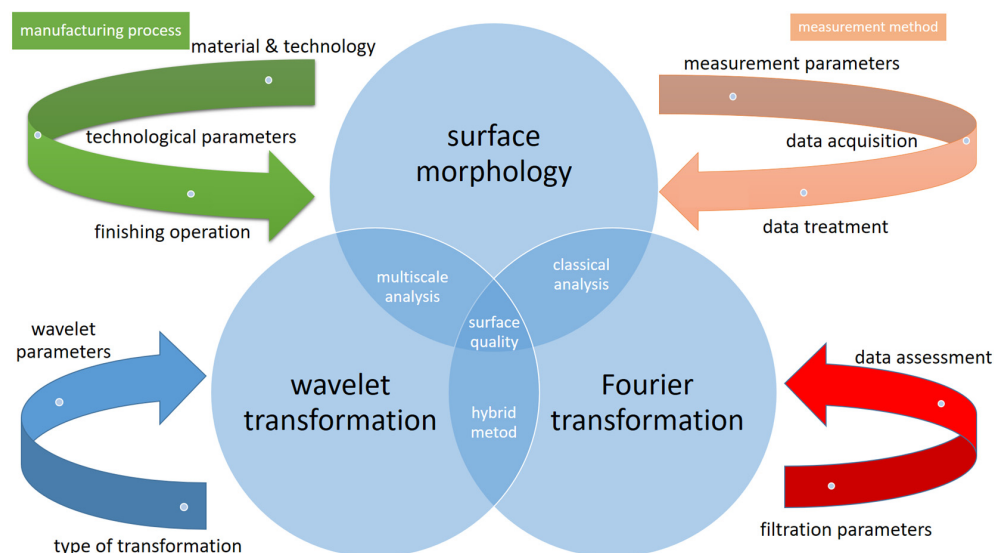 manufacturing process
material & technology
technological parameters
finishing operation
measurement method
measurement parameters
data acquisition
data treatment
surface
morphology
multiscale
analysis
classical
analysis
surface
quality
wavelet
transformation
hybrid
metod
Fourier
transformation
wavelet
parameters
type of transformation
data assessment
filtration parameters